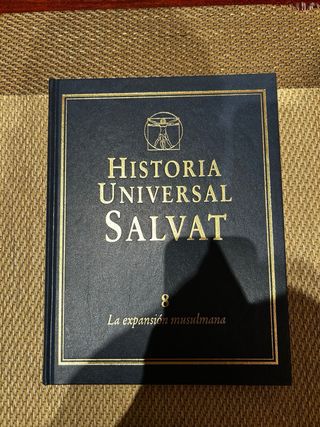 HISTORIA
UNIVERSAL
SALVAT
8
La expansión musulmana